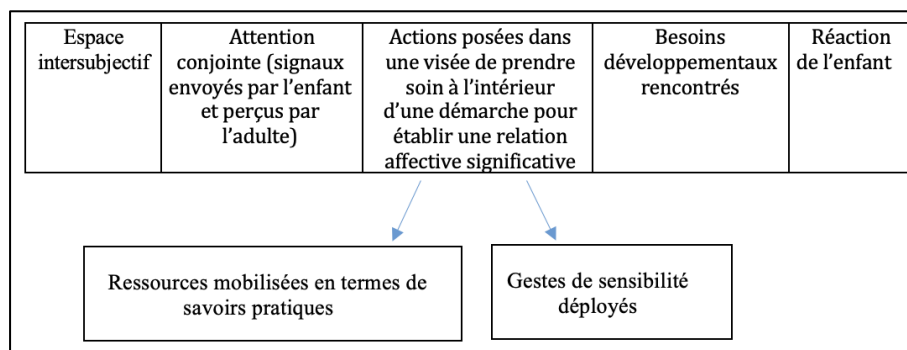 Espace
intersubjectif
Attention
conjointe (signaux
envoyés par l’enfant
et perçus par
l’adulte)
Actions posées dans
une visée de prendre
soin à l’intérieur
d’une démarche pour
établir une relation
affective significative
Besoins
développementaux
rencontrés
Réaction
de l’enfant
Ressources mobilisées en termes de
savoirs pratiques
Gestes de sensibilité
déployés